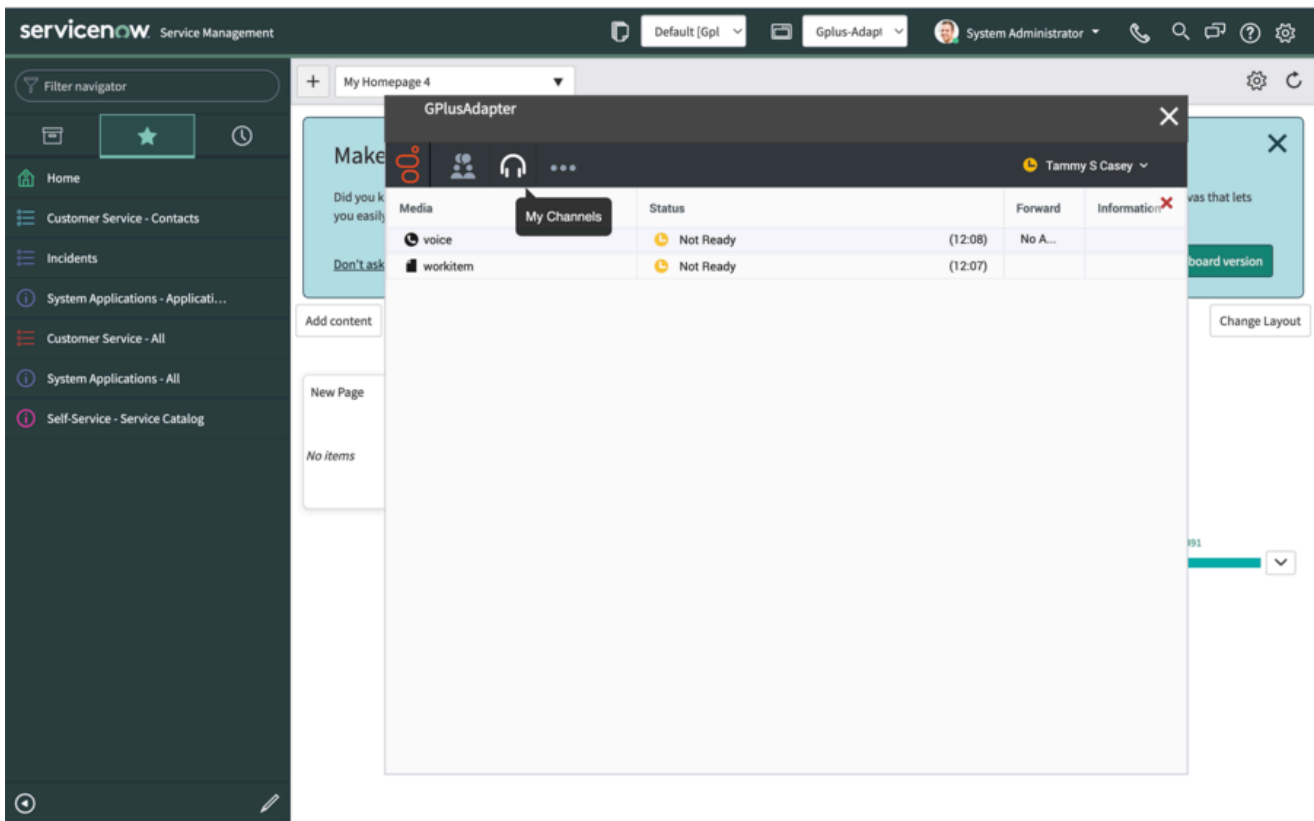 servicenow. Service Management
Default [Gpl
Gplus-Adapt
System Administrator
Filter navigator
Home
Customer Service - Contacts
Incidents
System Applications - Applicati...
Customer Service - All
System Applications - All
Self-Service - Service Catalog
My Homepage 4
Make
Did you k
you easily
Don't ask
vas that lets
board version
Add content
Change Layout
New Page
No items
991
GPlusAdapter
Tammy S Casey
My Channels
Media Status Forward Information
voice Not Ready (12:08) No A...
workitem Not Ready (12:07)